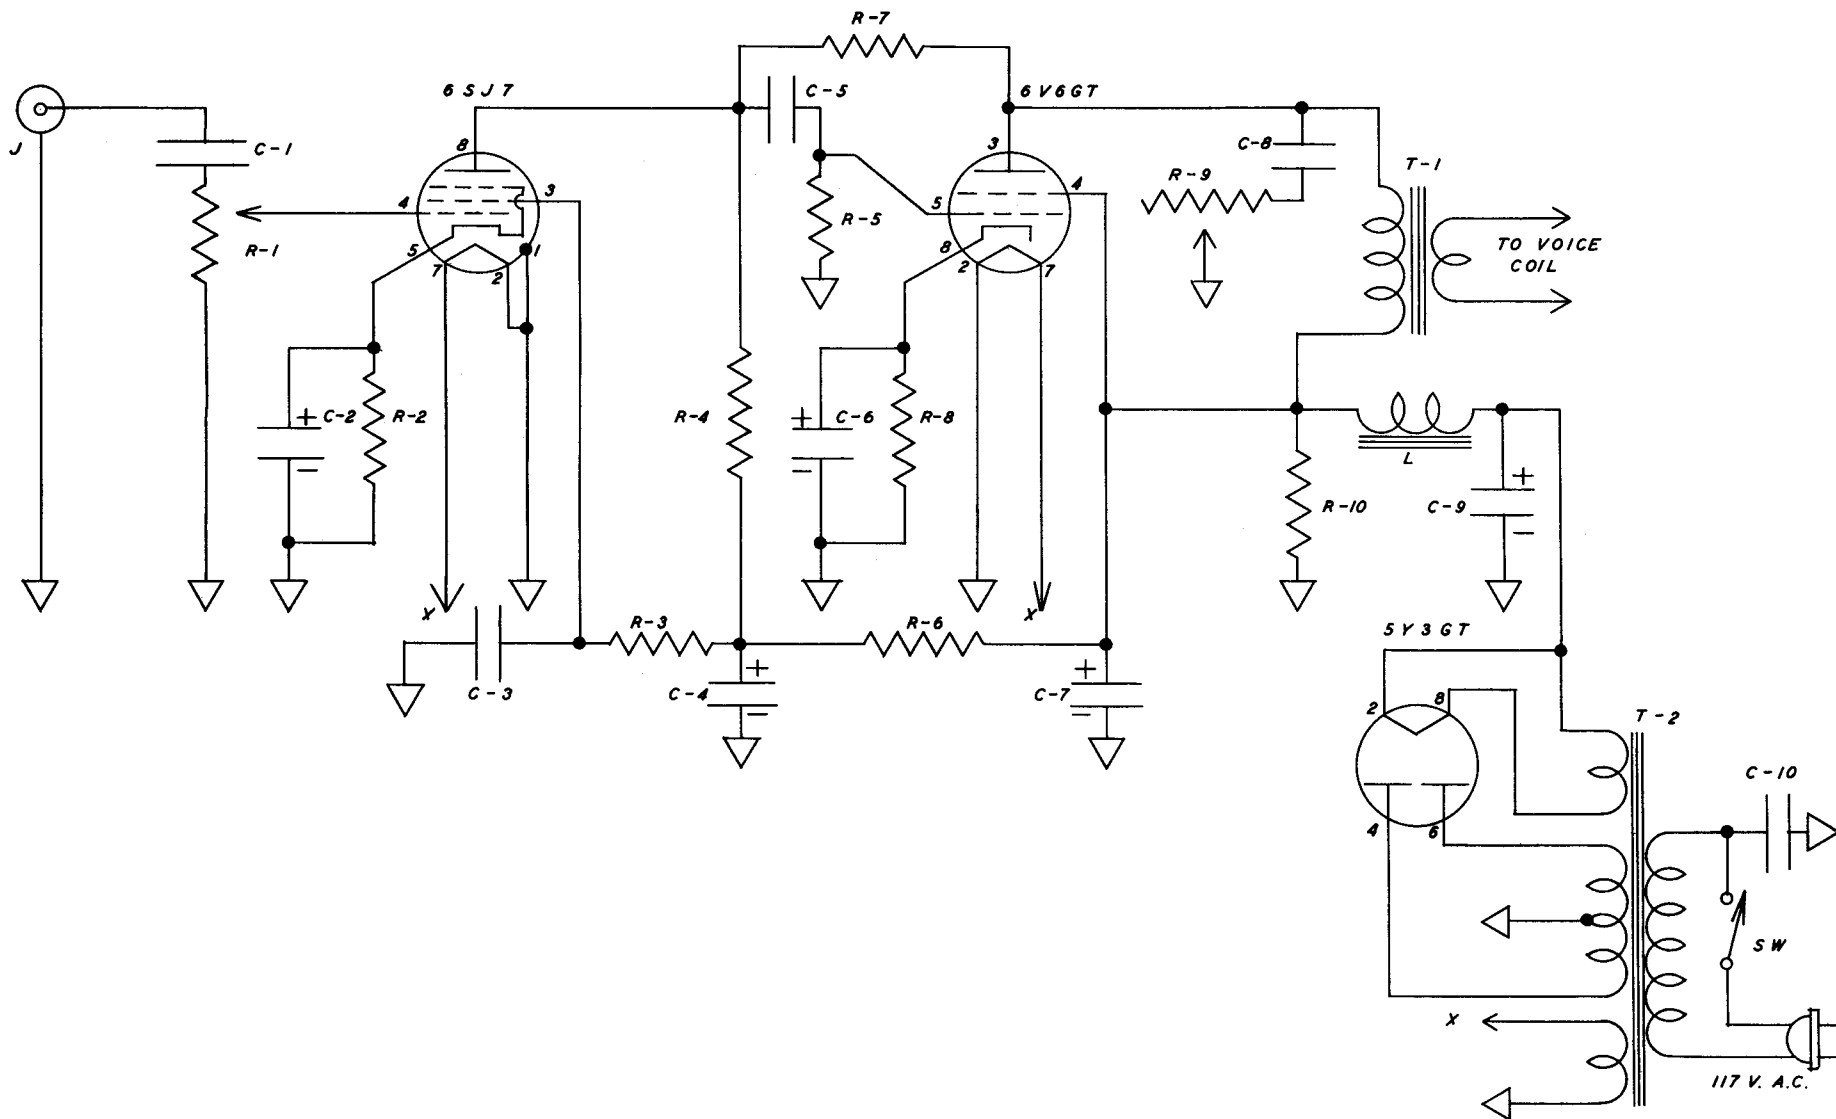 R-7
6SJ7
C-5
6V6GT
J
C-1
8
3
C-8
T-1
R-9
4
3
5
4
R-5
R-1
5
7
2
1
8
2
7
TO VOICE
COIL
+
C-2
R-2
R-4
+
C-6
R-8
-
-
L
+
R-10
C-9
-
X
X
R-3
R-6
5Y3GT
C-3
C-4
+
-
C-7
+
-
2
8
T-2
C-10
4
6
SW
X
117 V. A.C.